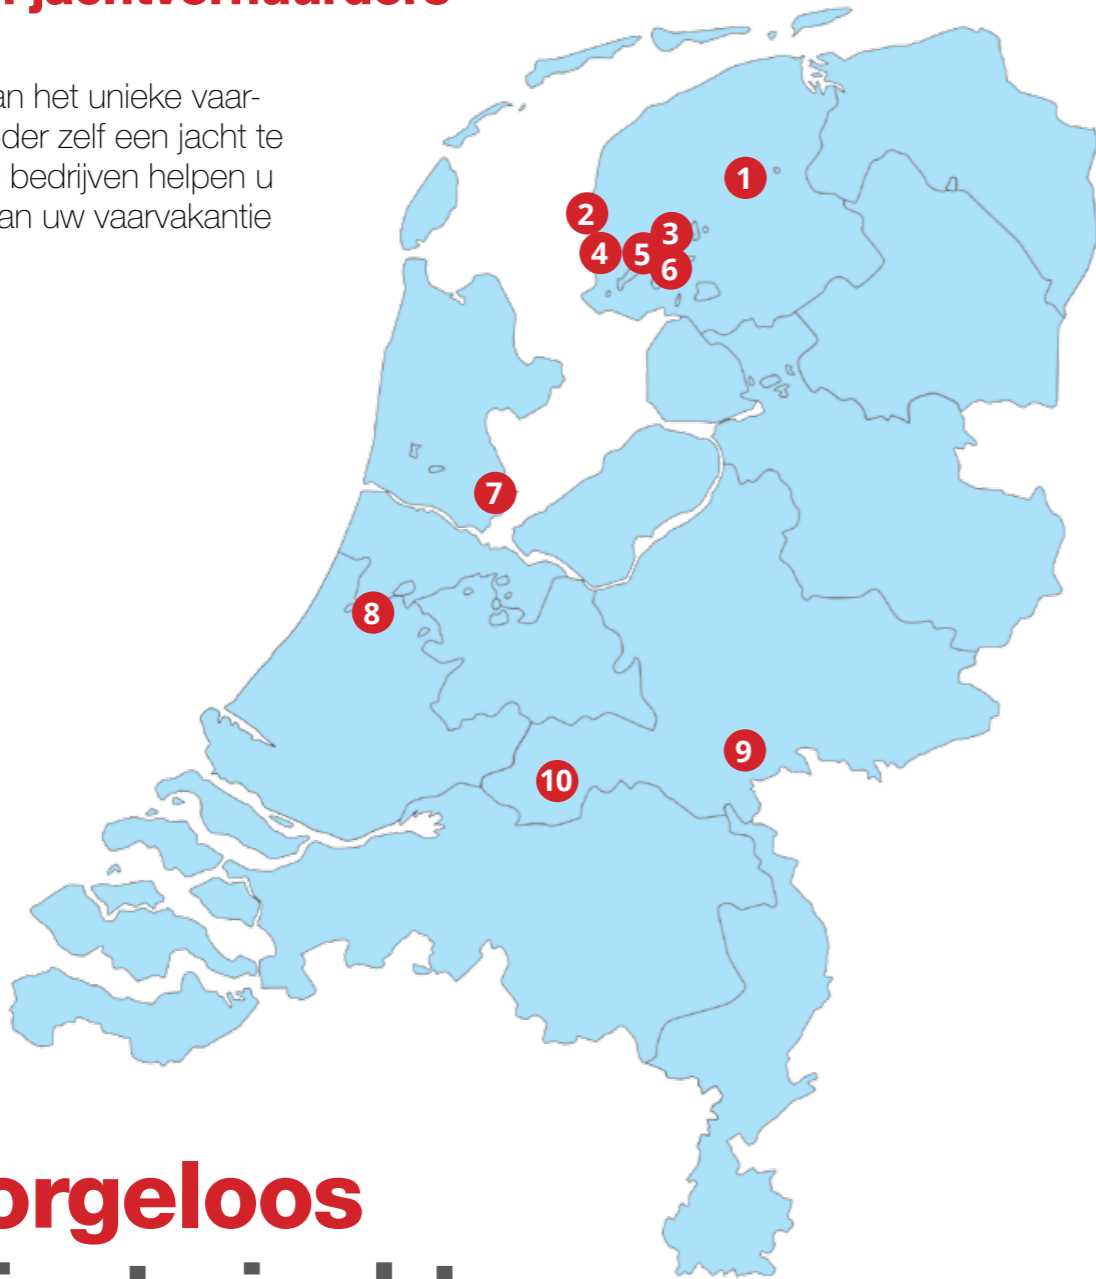 jachtverhuurders
an het unieke vaar-
der zelf een jacht te
bedrijven helpen u
an uw vaarvakantie
1
2
3
4
5
6
7
8
9
10
orgeloos